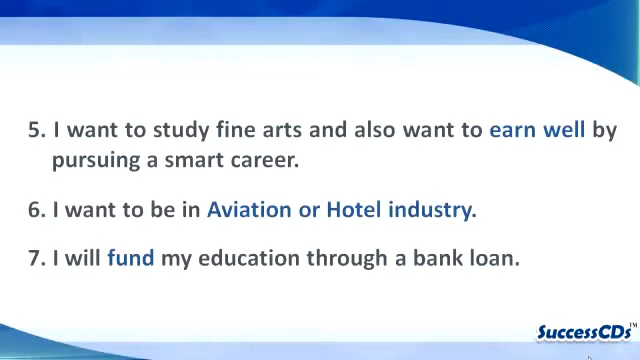 5. I want to study fine arts and also want to earn well by
pursuing a smart career.
6. I want to be in Aviation or Hotel industry.
7. I will fund my education through a bank loan.
SuccessCDs™